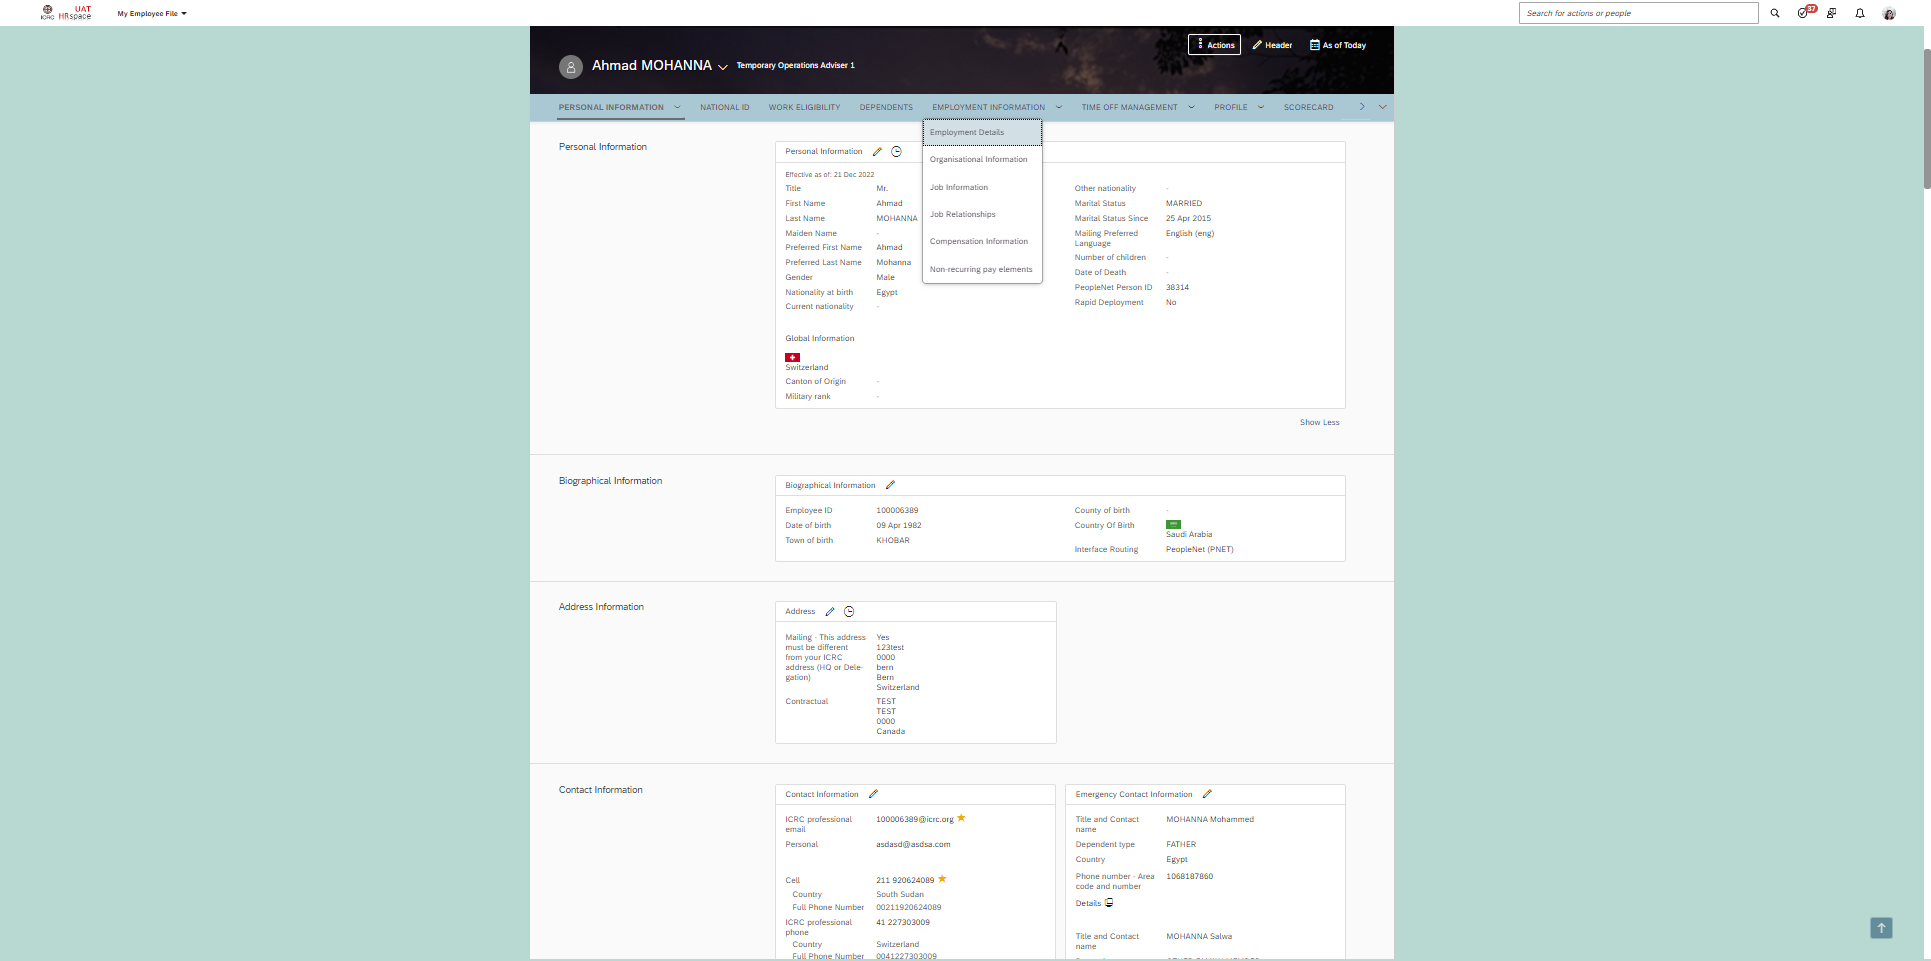 UAT
ICRC HRspace
My Employee File
Search for actions or people
37
Actions
Header
As of Today
Ahmad MOHANNA
Temporary Operations Adviser 1
PERSONAL INFORMATION
NATIONAL ID
WORK ELIGIBILITY
DEPENDENTS
EMPLOYMENT INFORMATION
TIME OFF MANAGEMENT
PROFILE
SCORECARD
Employment Details
Organisational Information
Job Information
Job Relationships
Compensation Information
Non-recurring pay elements
Personal Information
Personal Information
Effective as of: 21 Dec 2022
Title Mr.
First Name Ahmad
Last Name MOHANNA
Maiden Name -
Preferred First Name Ahmad
Preferred Last Name Mohanna
Gender Male
Nationality at birth Egypt
Current nationality -
Other nationality -
Marital Status MARRIED
Marital Status Since 25 Apr 2015
Mailing Preferred English (eng)
Language
Number of children -
Date of Death -
PeopleNet Person ID 38314
Rapid Deployment No
Global Information
Switzerland
Canton of Origin -
Military rank -
Show Less
Biographical Information
Biographical Information
Employee ID 100006389
Date of birth 09 Apr 1982
Town of birth KHOBAR
County of birth -
Country Of Birth
Saudi Arabia
Interface Routing PeopleNet (PNET)
Address Information
Address
Mailing - This address Yes
must be different 123test
from your ICRC 0000
address (HQ or Dele- bern
gation) Bern
Switzerland
Contractual TEST
TEST
0000
Canada
Contact Information
Contact Information
ICRC professional 100006389@icrc.org
email
Personal asdasd@asdsa.com
Cell 211 920624089
Country South Sudan
Full Phone Number 00211920624089
ICRC professional 41 227303009
phone
Country Switzerland
Full Phone Number 0041227303009
Emergency Contact Information
Title and Contact MOHANNA Mohammed
name
Dependent type FATHER
Country Egypt
Phone number - Area 1068187860
code and number
Details
Title and Contact MOHANNA Salwa
name